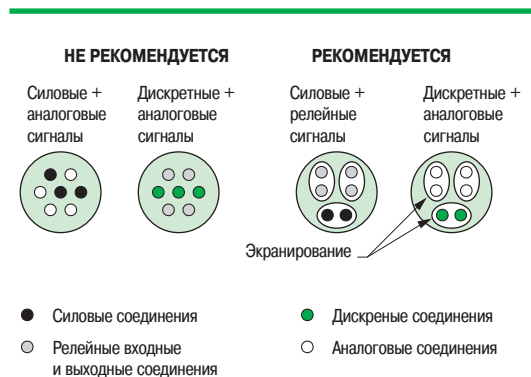 НЕ РЕКОМЕНДУЕТСЯ
РЕКОМЕНДУЕТСЯ
Силовые +
аналоговые
сигналы
Дискретные +
аналоговые
сигналы
Силовые +
релейные
сигналы
Дискретные +
аналоговые
сигналы
Экранирование
Силовые соединения
Релейные входные
и выходные соединения
Дискреные соединения
Аналоговые соединения